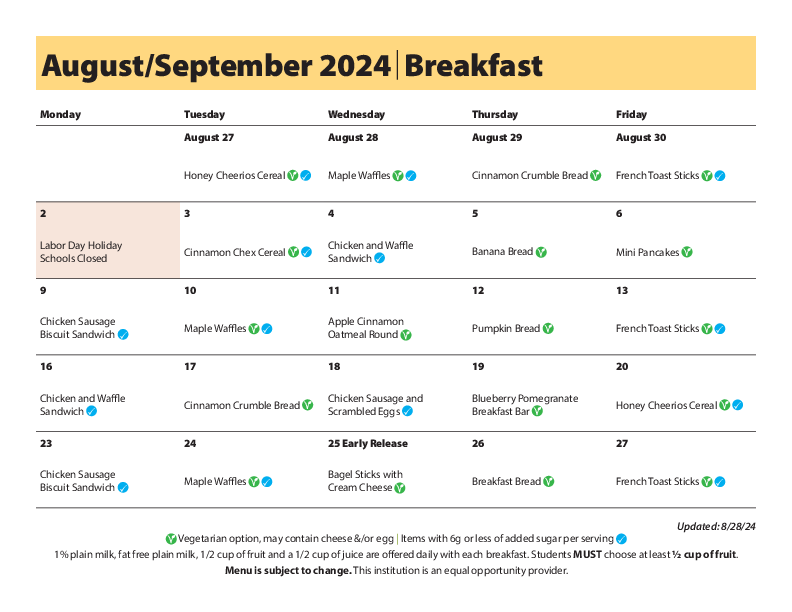 August/September 2024 | Breakfast
Monday Tuesday Wednesday Thursday Friday
August 27 August 28 August 29 August 30
Honey Cheerios Cereal Maple Waffles Cinnamon Crumble Bread French Toast Sticks
2 3 4 5 6
Labor Day Holiday
Schools Closed
Cinnamon Chex Cereal
Chicken and Waffle
Sandwich
Banana Bread
Mini Pancakes
9 10 11 12 13
Chicken Sausage
Biscuit Sandwich
Maple Waffles
Apple Cinnamon
Oatmeal Round
Pumpkin Bread
French Toast Sticks
16 17 18 19 20
Chicken and Waffle
Sandwich
Cinnamon Crumble Bread
Chicken Sausage and
Scrambled Eggs
Blueberry Pomegranate
Breakfast Bar
Honey Cheerios Cereal
23 24 25 Early Release 26 27
Chicken Sausage
Biscuit Sandwich
Maple Waffles
Bagel Sticks with
Cream Cheese
Breakfast Bread
French Toast Sticks
Updated: 8/28/24
Vegetarian option, may contain cheese &/or egg | Items with 6g or less of added sugar per serving
1% plain milk, fat free plain milk, 1/2 cup of fruit and a 1/2 cup of juice are offered daily with each breakfast. Students MUST choose at least ½ cup of fruit.
Menu is subject to change. This institution is an equal opportunity provider.